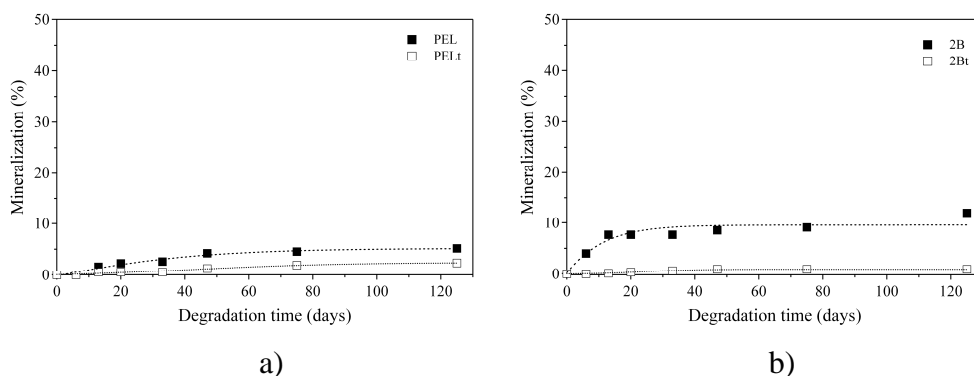 50
40
30
20
10
0
Mineralization (%)
PEL
PELt
0 20 40 60 80 100 120
Degradation time (days)
a)
50
40
30
20
10
0
Mineralization (%)
2B
2Bt
0 20 40 60 80 100 120
Degradation time (days)
b)